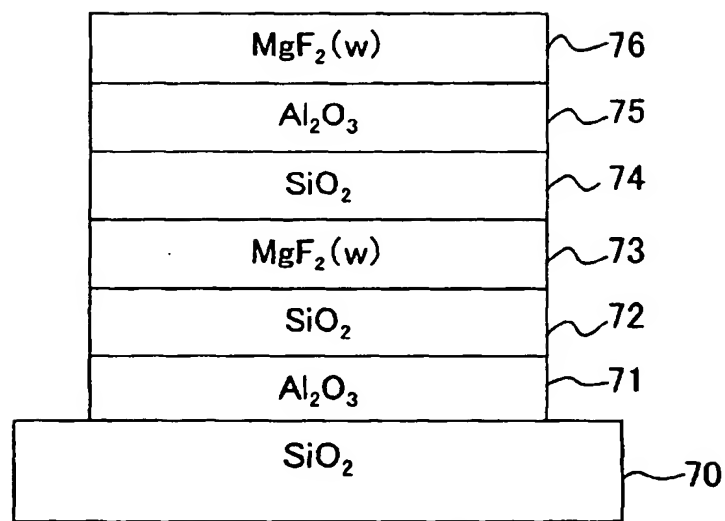 MgF₂(w) 76
Al₂O₃ 75
SiO₂ 74
MgF₂(w) 73
SiO₂ 72
Al₂O₃ 71
SiO₂ 70